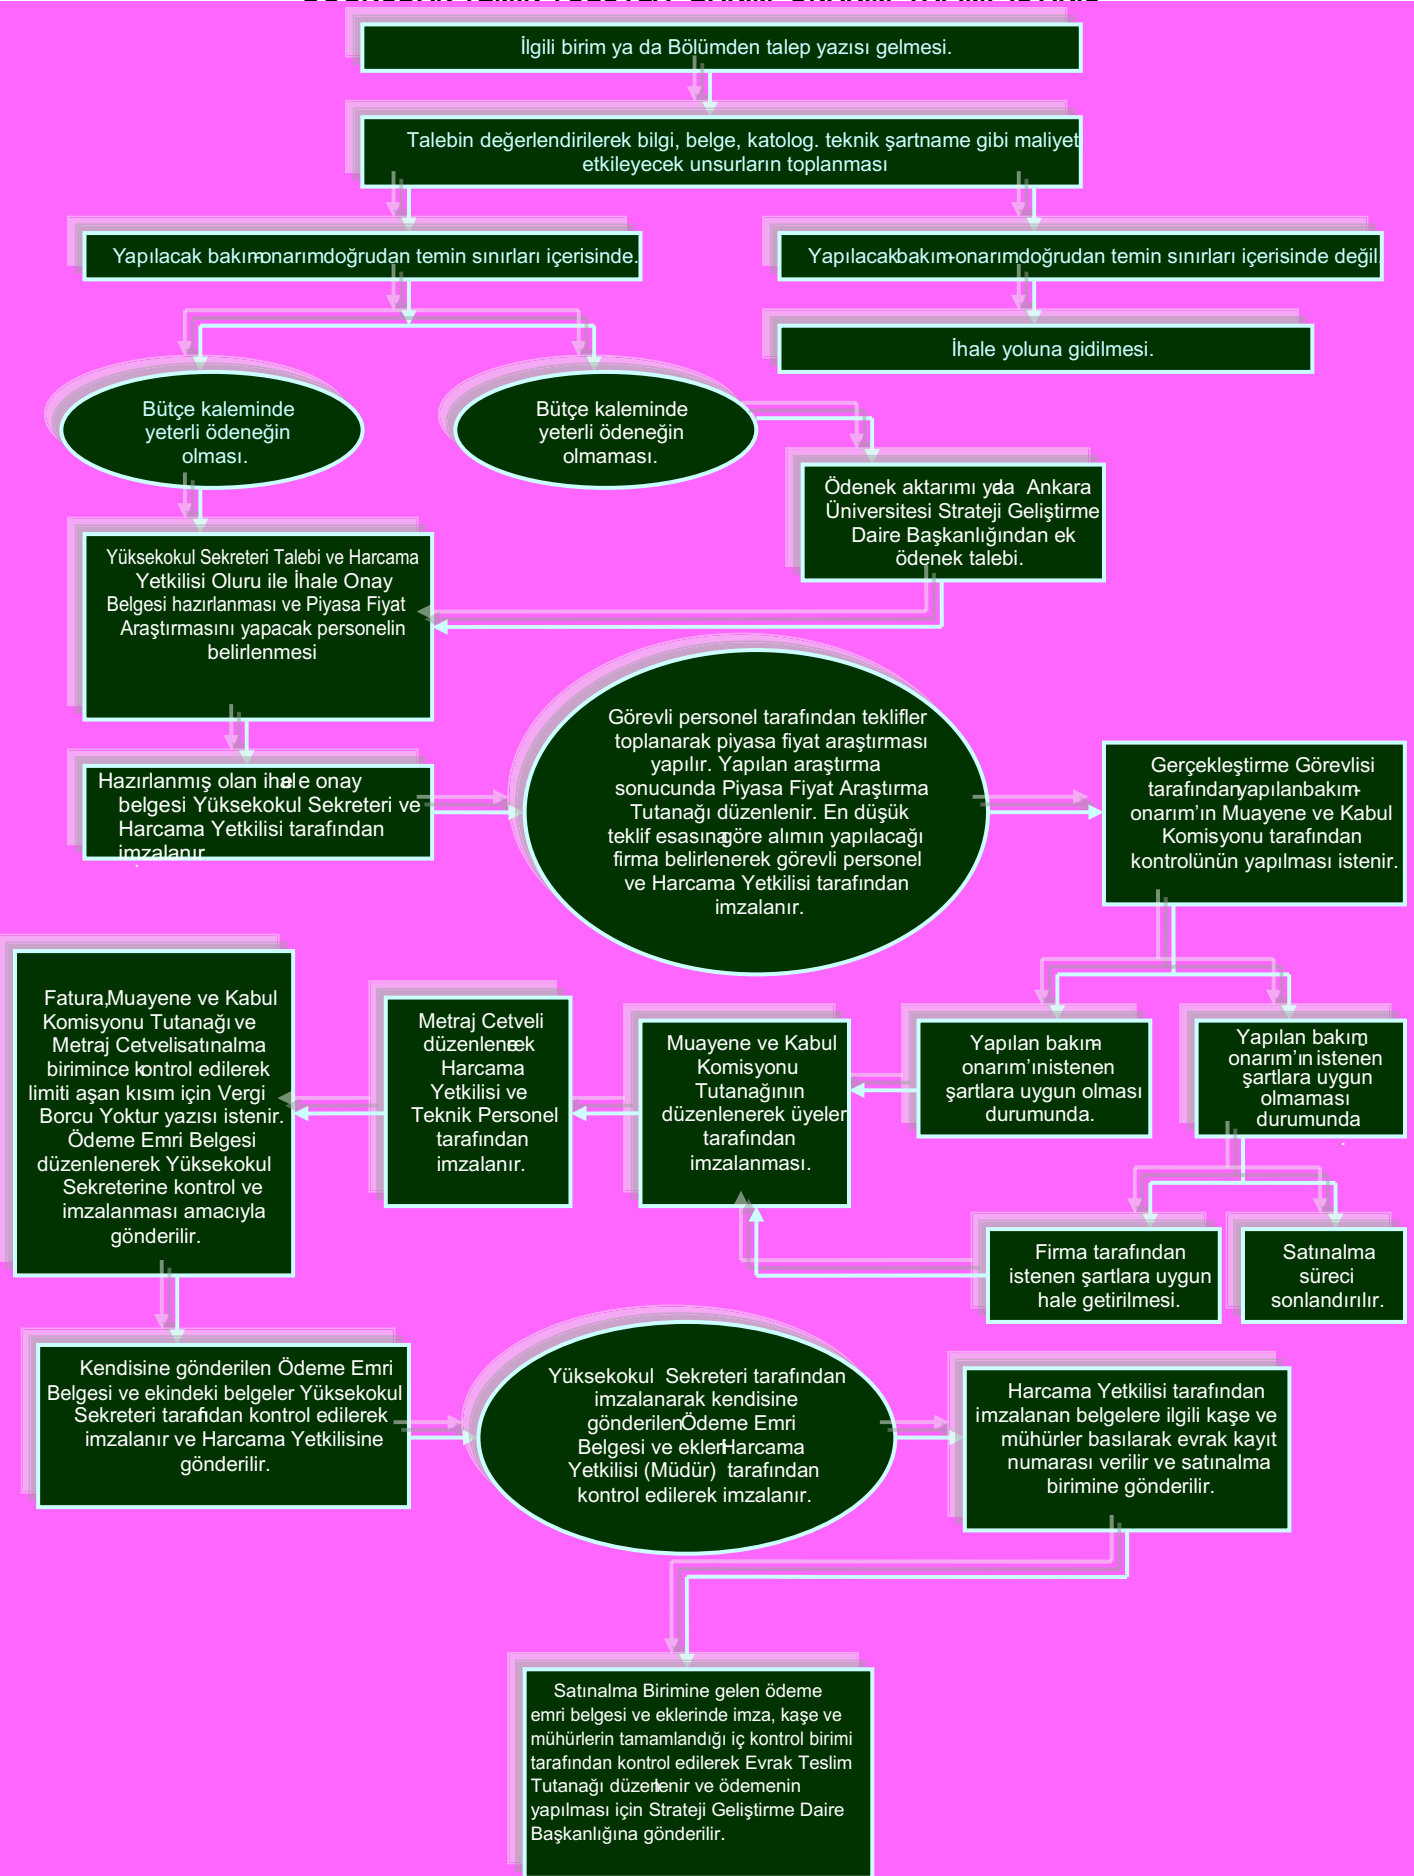 İlgili birim ya da Bölümden talep yazısı gelmesi.
Talebin değerlendirilerek bilgi, belge, katolog. teknik şartname gibi maliyet
etkileyecek unsurların toplanması
Yapılacak bakım-onarım doğrudan temin sınırları içerisinde.
Yapılacak bakım-onarım doğrudan temin sınırları içerisinde değil.
İhale yoluna gidilmesi.
Bütçe kaleminde
yeterli ödeneğin
olması.
Bütçe kaleminde
yeterli ödeneğin
olmaması.
Ödenek aktarımı ya da Ankara
Üniversitesi Strateji Geliştirme
Daire Başkanlığından ek
ödenek talebi.
Yüksekokul Sekreteri Talebi ve Harcama
Yetkilisi Oluru ile İhale Onay
Belgesi hazırlanması ve Piyasa Fiyat
Araştırmasını yapacak personelin
belirlenmesi
Hazırlanmış olan ihale onay
belgesi Yüksekokul Sekreteri ve
Harcama Yetkilisi tarafından
imzalanır.
Görevli personel tarafından teklifler
toplanarak piyasa fiyat araştırması
yapılır. Yapılan araştırma
sonucunda Piyasa Fiyat Araştırma
Tutanağı düzenlenir. En düşük
teklif esasına göre alımın yapılacağı
firma belirlenerek görevli personel
ve Harcama Yetkilisi tarafından
imzalanır.
Gerçekleştirme Görevlisi
tarafından yapılan bakım-
onarım’ın Muayene ve Kabul
Komisyonu tarafından
kontrolünün yapılması istenir.
Yapılan bakım-
onarım’ın istenen
şartlara uygun olması
durumunda.
Yapılan bakım-
onarım’ın istenen
şartlara uygun
olmaması
durumunda
.
Muayene ve Kabul
Komisyonu
Tutanağının
düzenlenerek üyeler
tarafından
imzalanması.
Metraj Cetveli
düzenlenerek
Harcama
Yetkilisi ve
Teknik Personel
tarafından
imzalanır.
Fatura,Muayene ve Kabul
Komisyonu Tutanağı ve
Metraj Cetveli satınalma
birimince kontrol edilerek
limiti aşan kısım için Vergi
Borcu Yoktur yazısı istenir.
Ödeme Emri Belgesi
düzenlenerek Yüksekokul
Sekreterine kontrol ve
imzalanması amacıyla
gönderilir.
Firma tarafından
istenen şartlara uygun
hale getirilmesi.
Satınalma
süreci
sonlandırılır.
Kendisine gönderilen Ödeme Emri
Belgesi ve ekindeki belgeler Yüksekokul
Sekreteri tarafından kontrol edilerek
imzalanır ve Harcama Yetkilisine
gönderilir.
Yüksekokul Sekreteri tarafından
imzalanarak kendisine
gönderilen Ödeme Emri
Belgesi ve ekleri Harcama
Yetkilisi (Müdür) tarafından
kontrol edilerek imzalanır.
Harcama Yetkilisi tarafından
imzalanan belgelere ilgili kaşe ve
mühürler basılarak evrak kayıt
numarası verilir ve satınalma
birimine gönderilir.
Satınalma Birimine gelen ödeme
emri belgesi ve eklerinde imza, kaşe ve
mühürlerin tamamlandığı iç kontrol birimi
tarafından kontrol edilerek Evrak Teslim
Tutanağı düzenlenir ve ödemenin
yapılması için Strateji Geliştirme Daire
Başkanlığına gönderilir.